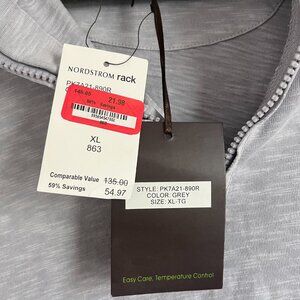 NORDSTROM rack
PK7A21-890R
21.98
Savings
XL
863
Comparable Value 135.00
59% Savings 54.97
STYLE: PK7A21-890R
COLOR: GREY
SIZE: XL-TG
Easy Care, Temperature Control